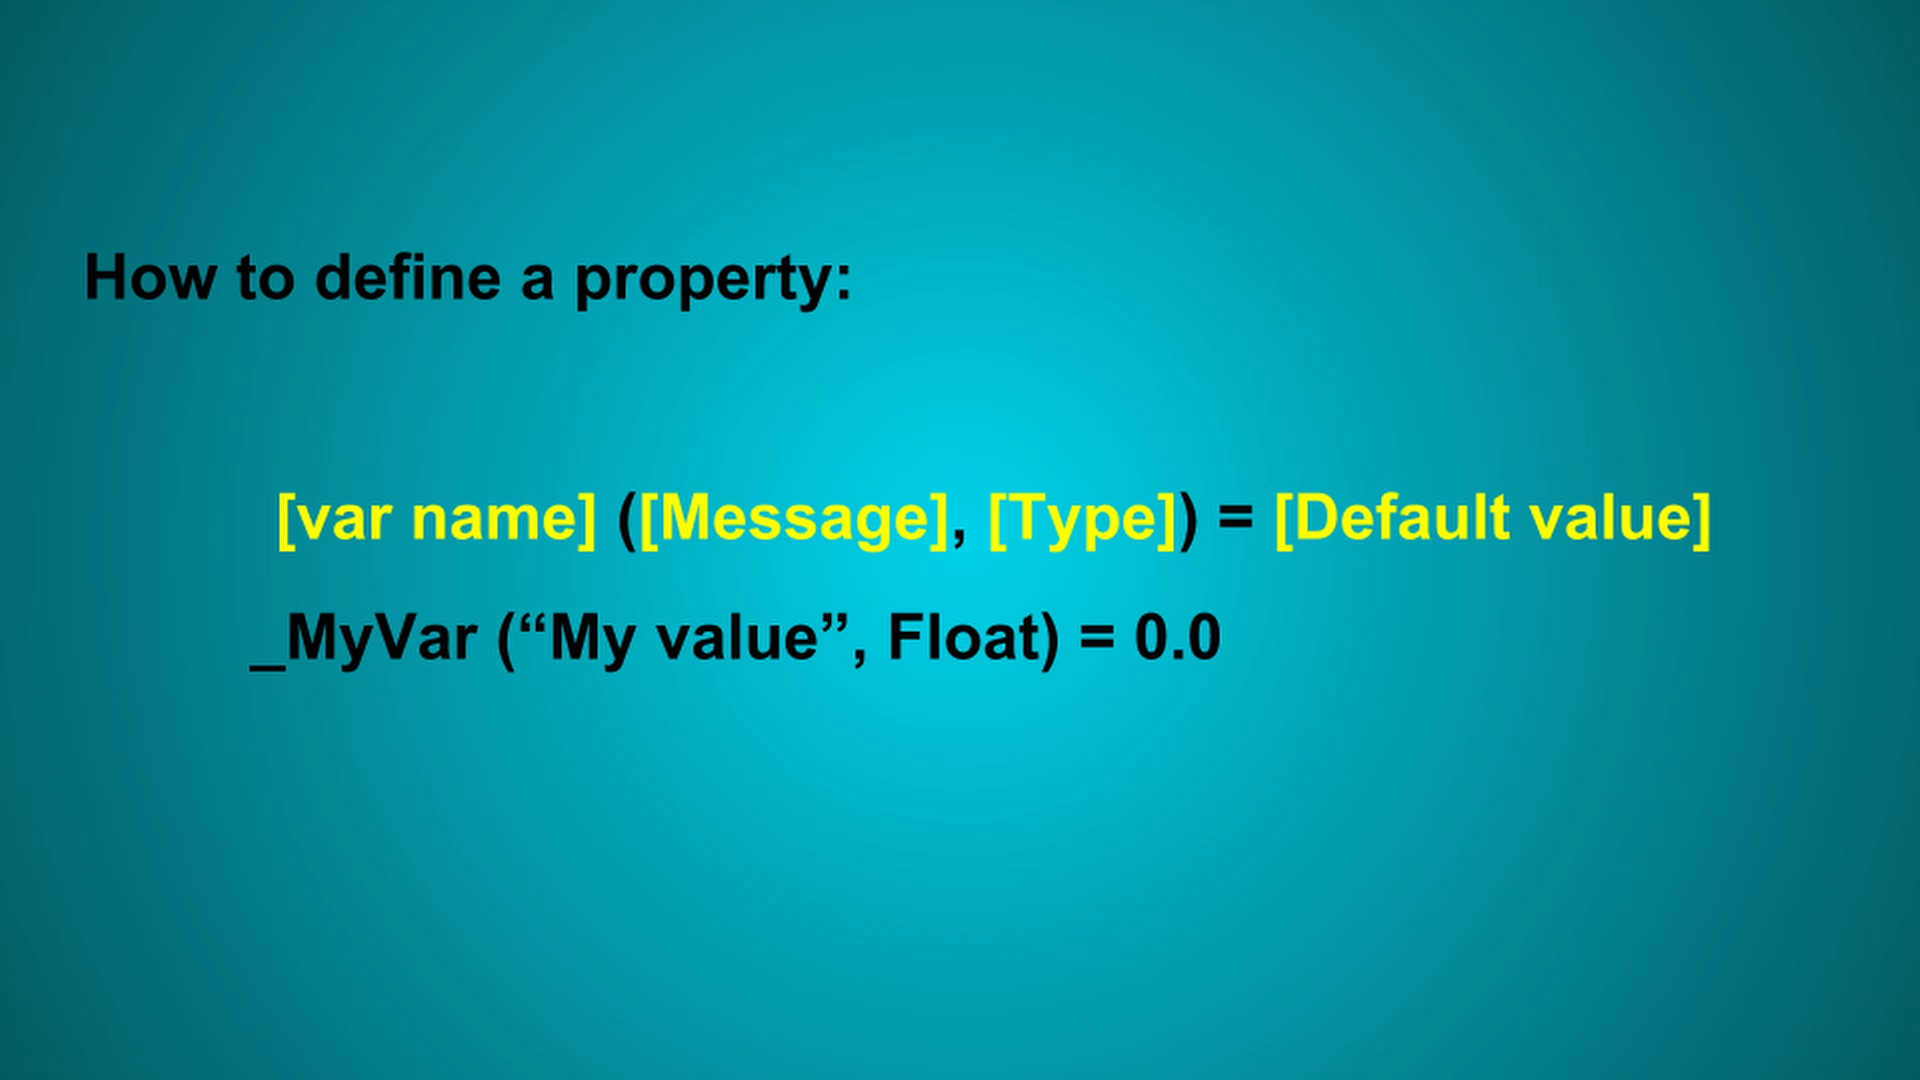 How to define a property:
[var name] ([Message], [Type]) = [Default value]
_MyVar (“My value”, Float) = 0.0